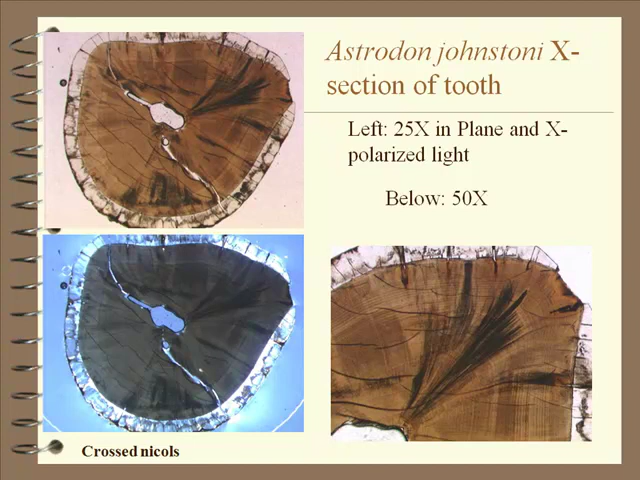 Astrodon johnstoni X-
section of tooth
Left: 25X in Plane and X-
polarized light
Below: 50X
Crossed nicols